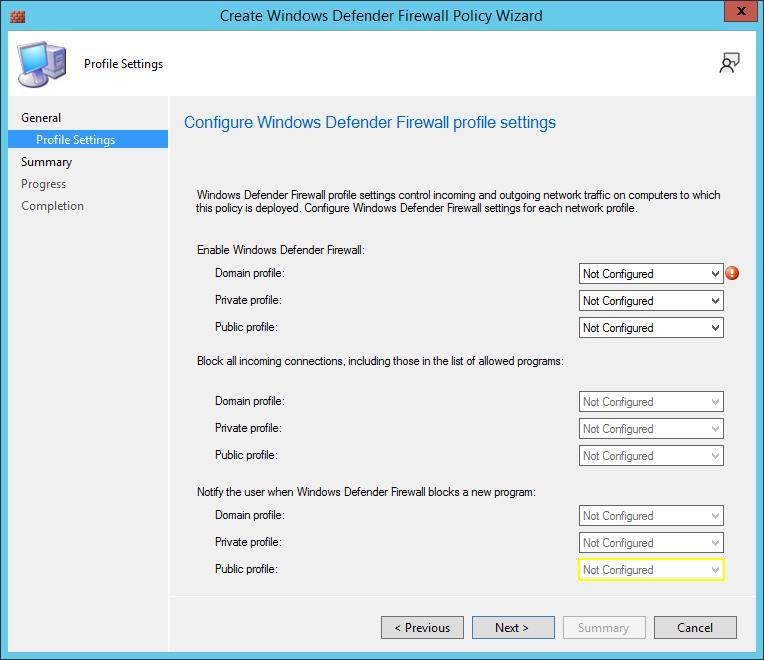 Create Windows Defender Firewall Policy Wizard
X
Profile Settings
General
Profile Settings
Summary
Progress
Completion
Configure Windows Defender Firewall profile settings
Windows Defender Firewall profile settings control incoming and outgoing network traffic on computers to which
this policy is deployed. Configure Windows Defender Firewall settings for each network profile.
Enable Windows Defender Firewall:
Domain profile: Not Configured
Private profile: Not Configured
Public profile: Not Configured
Block all incoming connections, including those in the list of allowed programs:
Domain profile: Not Configured
Private profile: Not Configured
Public profile: Not Configured
Notify the user when Windows Defender Firewall blocks a new program:
Domain profile: Not Configured
Private profile: Not Configured
Public profile: Not Configured
< Previous Next > Summary Cancel